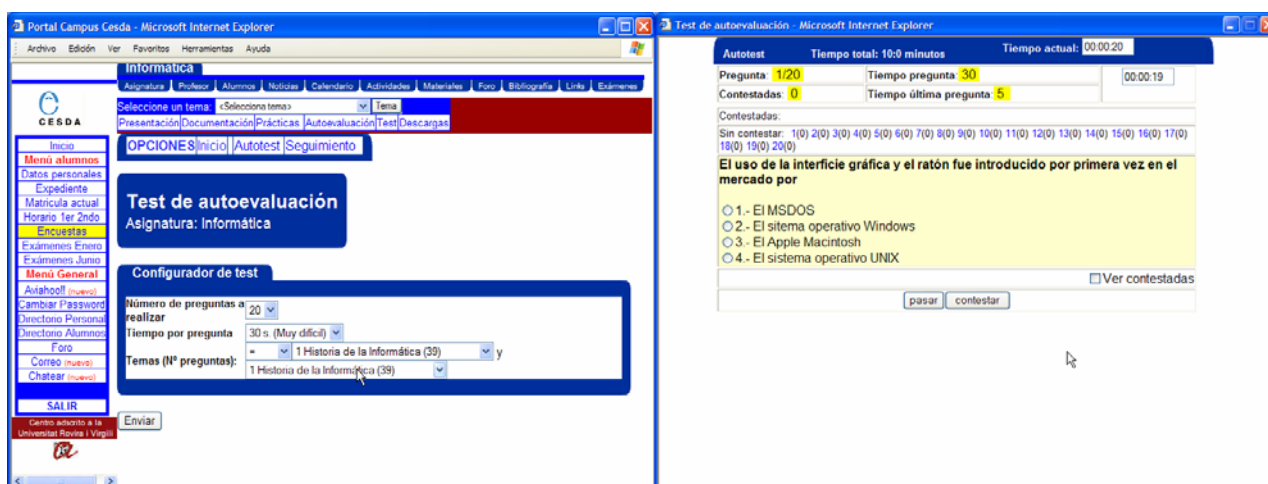 Portal Campus Cesda - Microsoft Internet Explorer
Archivo Edición Ver Favoritos Herramientas Ayuda
CESDA
Inicio
Menú alumnos
Datos personales
Expediente
Matricula actual
Horario 1er 2ndo
Encuestas
Exámenes Enero
Exámenes Junio
Menú General
Aviahoo!! (nuevo)
Cambiar Password
Directorio Personal
Directorio Alumnos
Foro
Correo (nuevo)
Chatear (nuevo)
SALIR
Centro adscrito a la
Universitat Rovira i Virgili
Informática
Asignatura Profesor Alumnos Noticias Calendario Actividades Materiales Foro Bibliografía Links Exámenes
Seleccione un tema: <Selecciona tema> Tema
Presentación Documentación Prácticas Autoevaluación Test Descargas
OPCIONES Inicio Autotest Seguimiento
Test de autoevaluación
Asignatura: Informática
Configurador de test
Número de preguntas a
realizar 20
Tiempo por pregunta 30 s. (Muy difícil)
Temas (Nº preguntas): = 1 Historia de la Informática (39) y
1 Historia de la Informática (39)
Enviar
Test de autoevaluación - Microsoft Internet Explorer
Autotest Tiempo total: 10:0 minutos Tiempo actual: 00:00:20
Pregunta: 1/20 Tiempo pregunta: 30 00:00:19
Contestadas: 0 Tiempo última pregunta: 5
Contestadas:
Sin contestar: 1(0) 2(0) 3(0) 4(0) 5(0) 6(0) 7(0) 8(0) 9(0) 10(0) 11(0) 12(0) 13(0) 14(0) 15(0) 16(0) 17(0)
18(0) 19(0) 20(0)
El uso de la interficie gráfica y el ratón fue introducido por primera vez en el
mercado por
1.- El MSDOS
2.- El sitema operativo Windows
3.- El Apple Macintosh
4.- El sistema operativo UNIX
Ver contestadas
pasar contestar